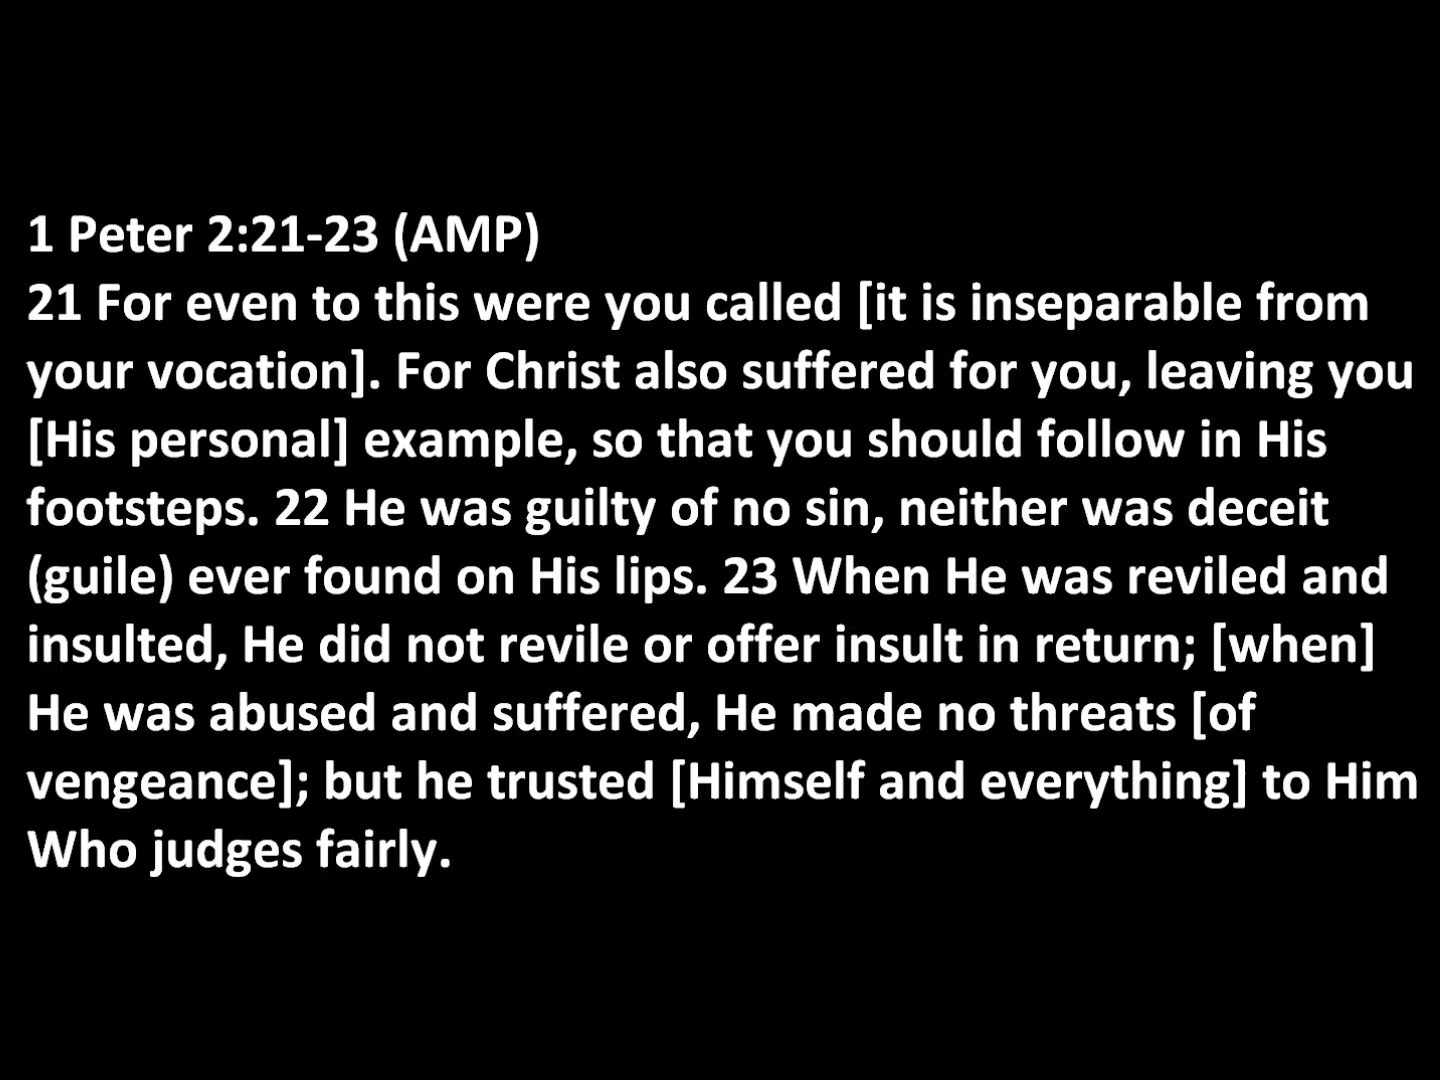 1 Peter 2:21-23 (AMP)
21 For even to this were you called [it is inseparable from
your vocation]. For Christ also suffered for you, leaving you
[His personal] example, so that you should follow in His
footsteps. 22 He was guilty of no sin, neither was deceit
(guile) ever found on His lips. 23 When He was reviled and
insulted, He did not revile or offer insult in return; [when]
He was abused and suffered, He made no threats [of
vengeance]; but he trusted [Himself and everything] to Him
Who judges fairly.